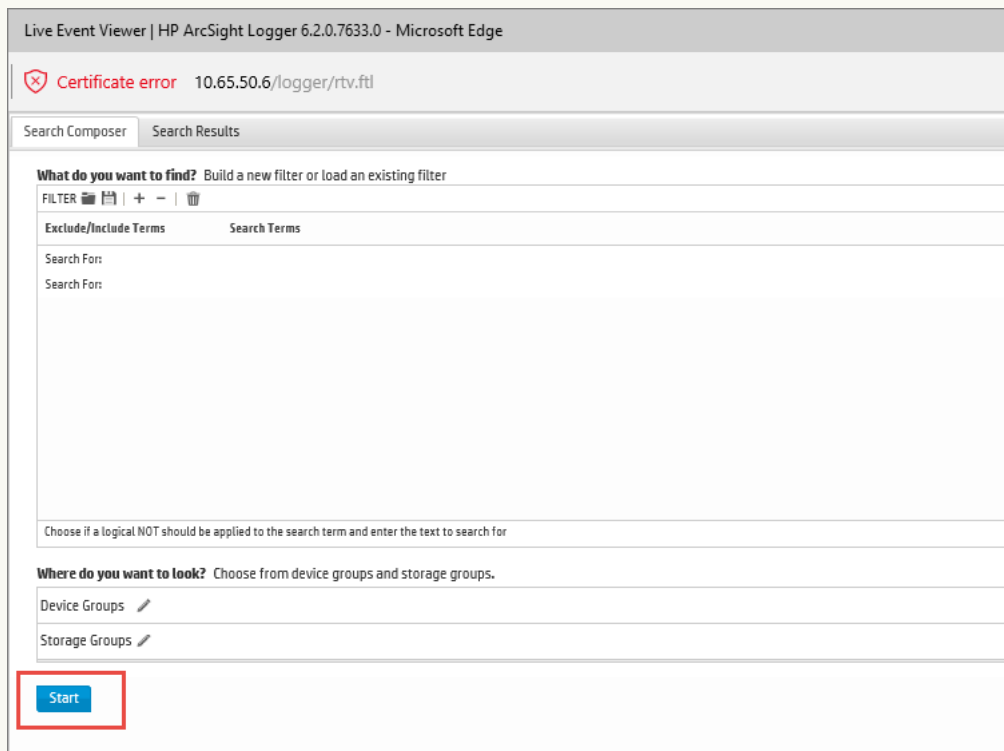 Live Event Viewer | HP ArcSight Logger 6.2.0.7633.0 - Microsoft Edge
Certificate error 10.65.50.6/logger/rtv.ftl
Search Composer Search Results
What do you want to find? Build a new filter or load an existing filter
FILTER | + − |
Exclude/Include Terms Search Terms
Search For:
Search For:
Choose if a logical NOT should be applied to the search term and enter the text to search for
Where do you want to look? Choose from device groups and storage groups.
Device Groups
Storage Groups
Start